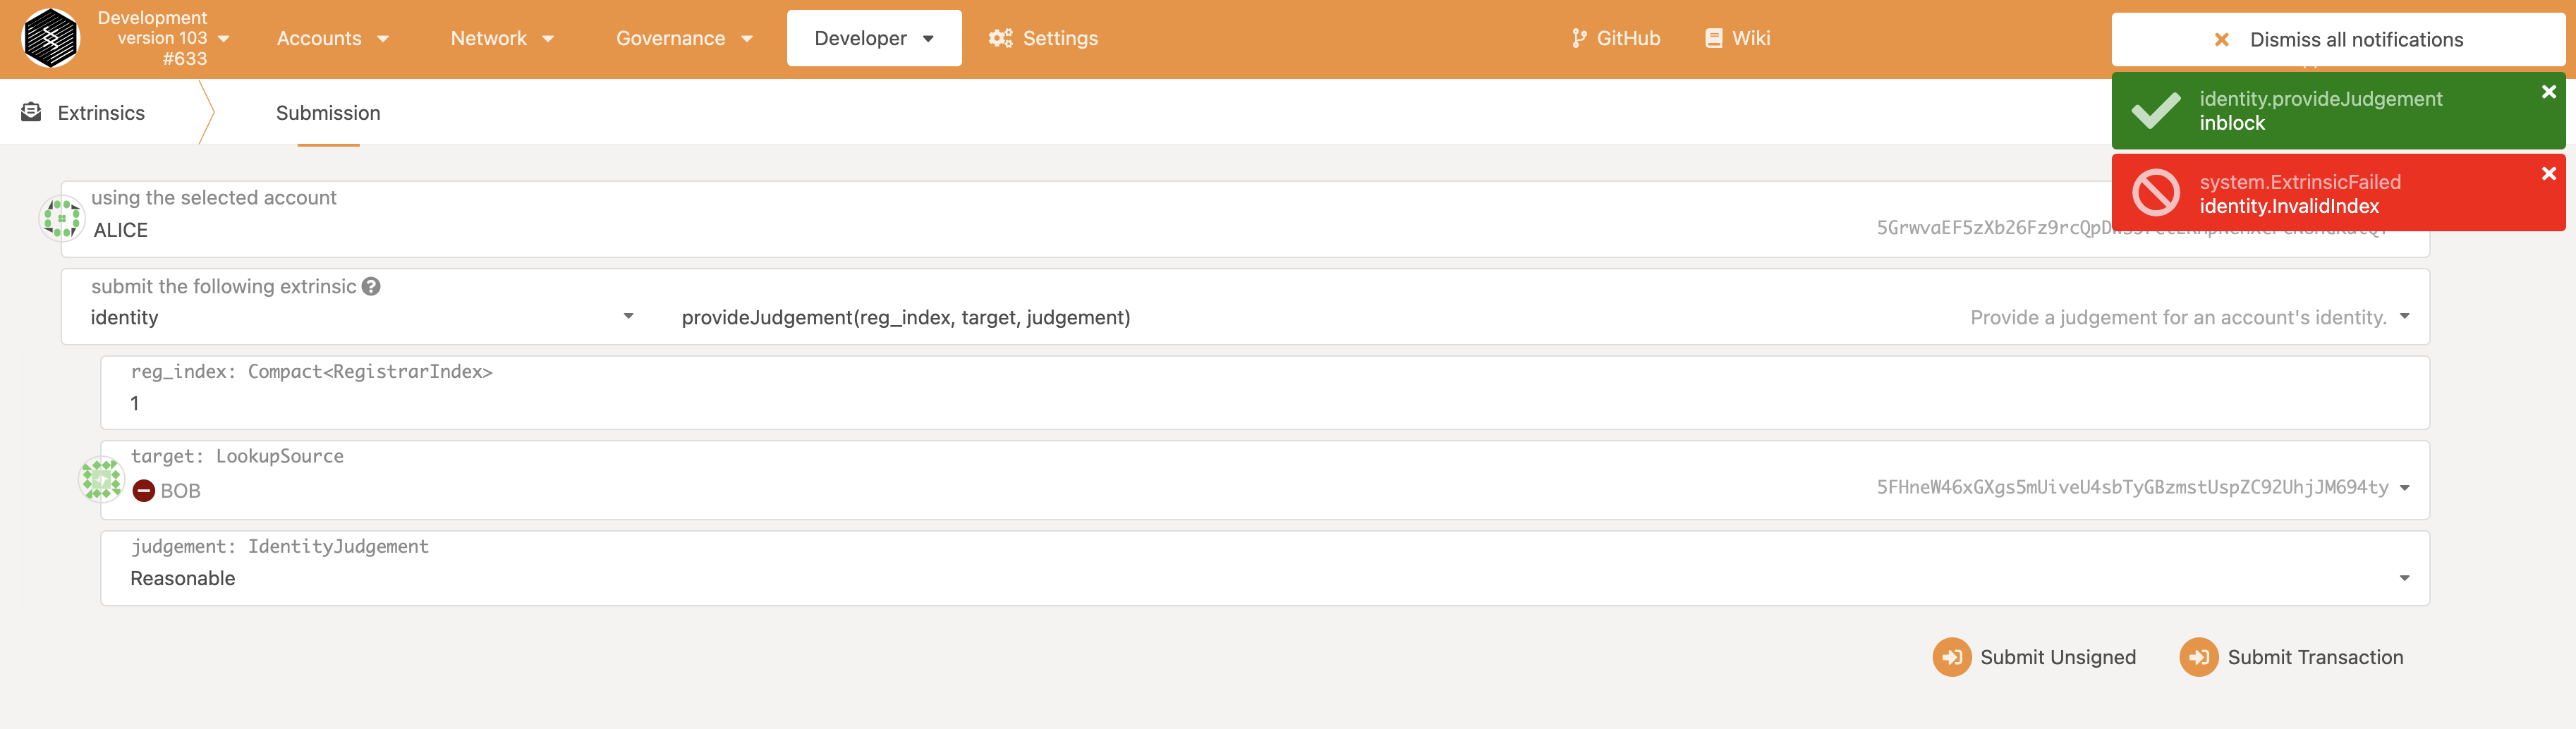 Development
version 103
#633
Accounts
Network
Governance
Developer
Settings
GitHub
Wiki
Dismiss all notifications
identity.provideJudgement
inblock
system.ExtrinsicFailed
identity.InvalidIndex
Extrinsics
Submission
using the selected account
ALICE
submit the following extrinsic
identity
provideJudgement(reg_index, target, judgement)
Provide a judgement for an account's identity.
reg_index: Compact<RegistrarIndex>
1
target: LookupSource
BOB
5FHneW46xGXgs5mUiveU4sbTyGBzmstUspZC92UhjJM694ty
judgement: IdentityJudgement
Reasonable
Submit Unsigned
Submit Transaction